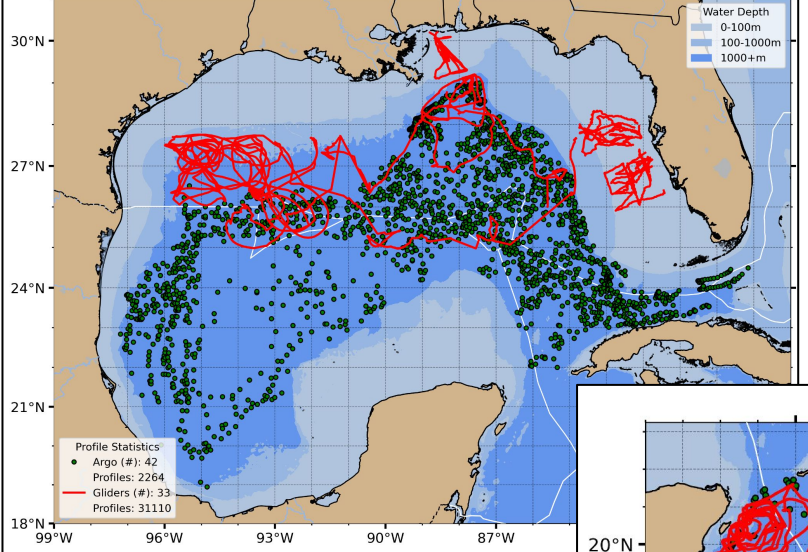 Water Depth
0-100m
100-1000m
1000+m
30°N
27°N
24°N
21°N
18°N
Profile Statistics
Argo (#): 42
Profiles: 2264
Gliders (#): 33
Profiles: 31110
99°W 96°W 93°W 90°W 87°W
20°N